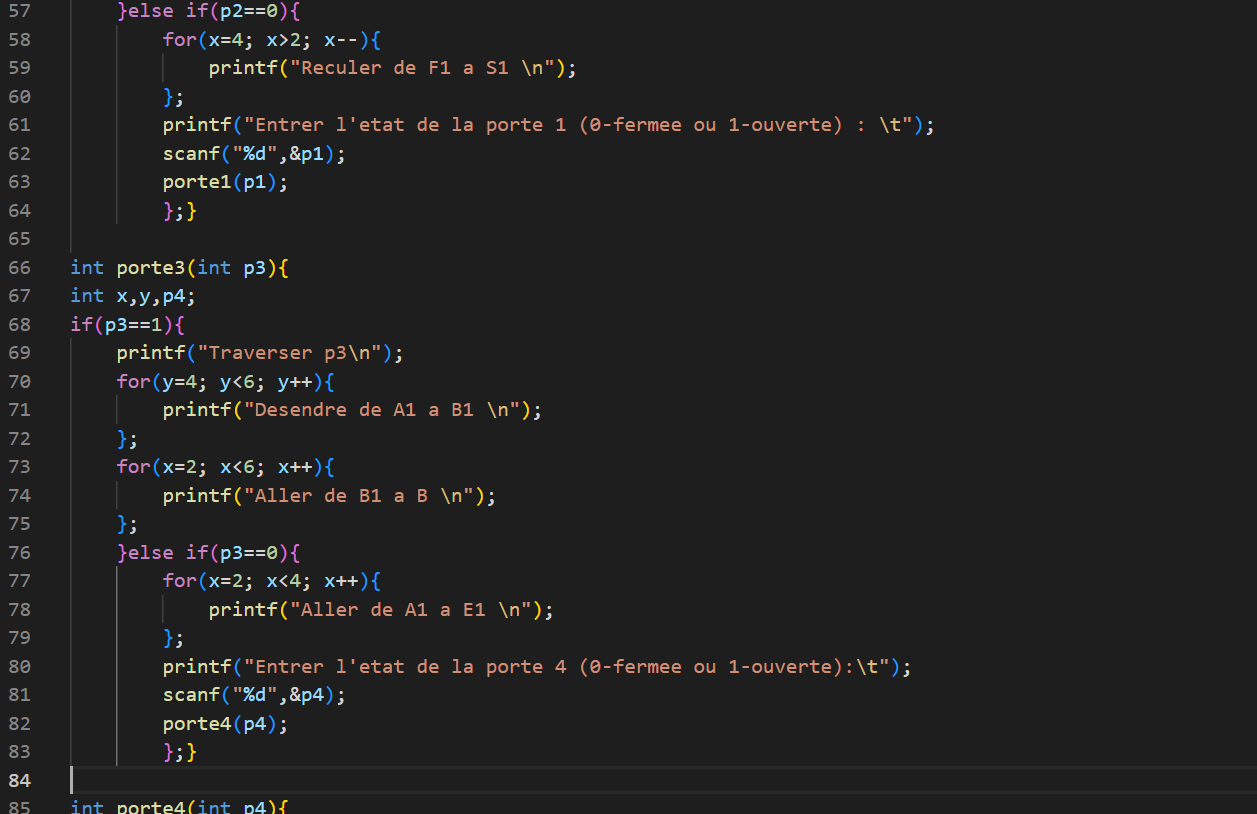 57 }else if(p2==0){
58 for(x=4; x>2; x--){
59 printf("Reculer de F1 a S1 \n");
60 };
61 printf("Entrer l'etat de la porte 1 (0-fermee ou 1-ouverte) : \t");
62 scanf("%d",&p1);
63 porte1(p1);
64 };}
65
66 int porte3(int p3){
67 int x,y,p4;
68 if(p3==1){
69 printf("Traverser p3\n");
70 for(y=4; y<6; y++){
71 printf("Desendre de A1 a B1 \n");
72 };
73 for(x=2; x<6; x++){
74 printf("Aller de B1 a B \n");
75 };
76 }else if(p3==0){
77 for(x=2; x<4; x++){
78 printf("Aller de A1 a E1 \n");
79 };
80 printf("Entrer l'etat de la porte 4 (0-fermee ou 1-ouverte):\t");
81 scanf("%d",&p4);
82 porte4(p4);
83 };}
84
85 int porte4(int p4){